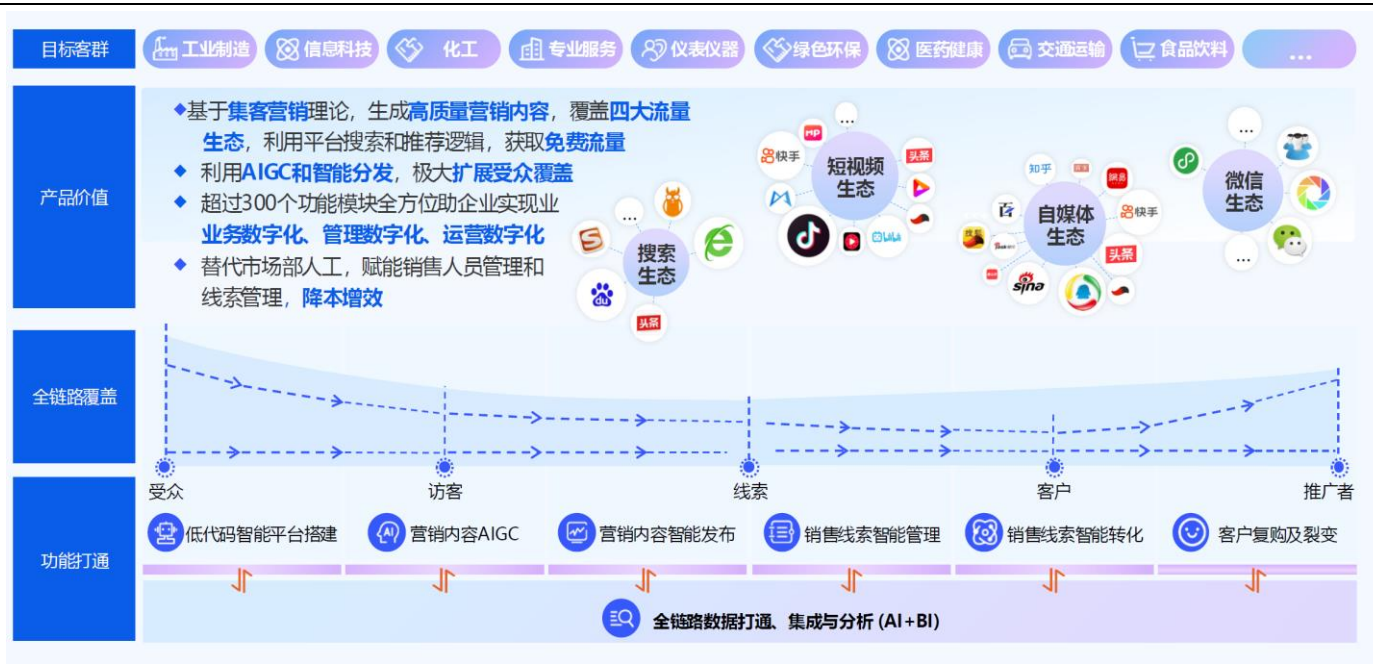 目标客群
工业制造
信息科技
化工
专业服务
仪表仪器
绿色环保
医药健康
交通运输
食品饮料
...
产品价值
◆基于集客营销理论，生成高质量营销内容，覆盖四大流量
生态，利用平台搜索和推荐逻辑，获取免费流量
◆ 利用AIGC和智能分发，极大扩展受众覆盖
◆ 超过300个功能模块全方位助企业实现业
业务数字化、管理数字化、运营数字化
◆ 替代市场部人工，赋能销售人员管理和
线索管理，降本增效
...
搜索
生态
du
头条
...
MP
快手
头条
短视频
生态
bilibili
知乎
网易
百
快手
搜狐
自媒体
生态
头条
sina
...
微信
生态
...
全链路覆盖
受众
访客
线索
客户
推广者
功能打通
低代码智能平台搭建
营销内容AIGC
营销内容智能发布
销售线索智能管理
销售线索智能转化
客户复购及裂变
全链路数据打通、集成与分析 (AI+BI)